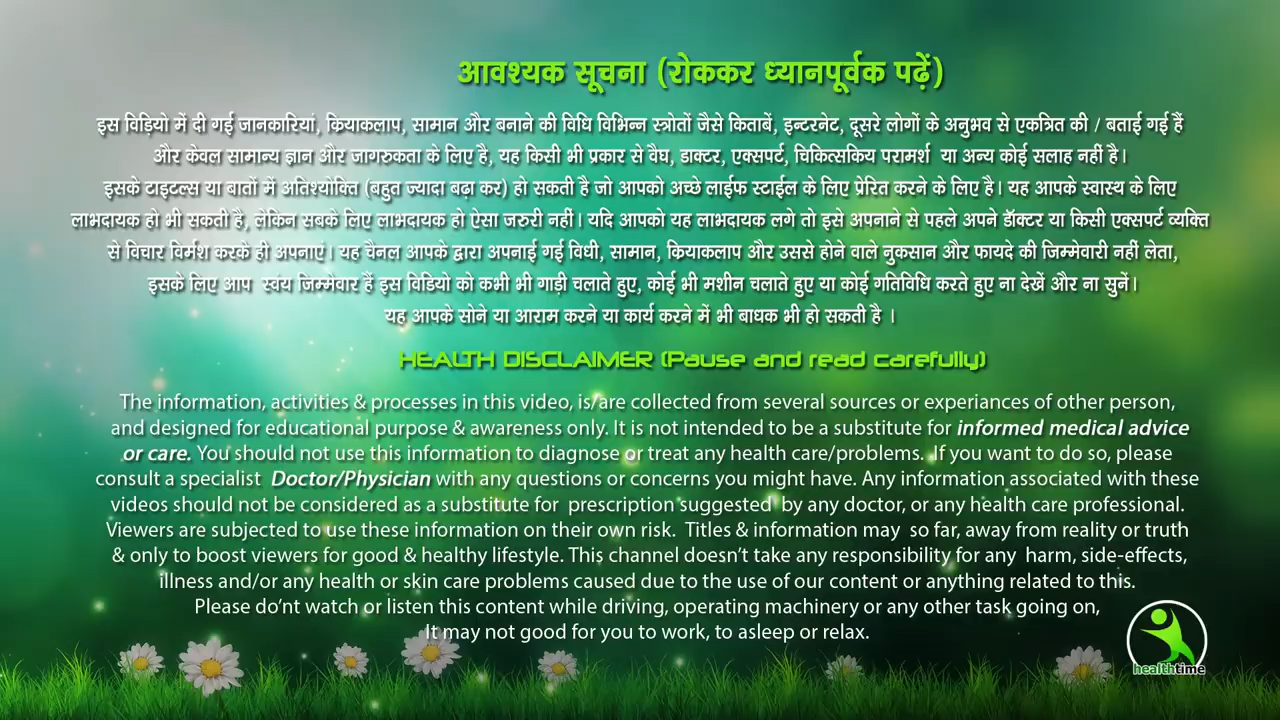 आवश्यक सूचना (रोककर ध्यानपूर्वक पढ़ें)
इस विड़ियो में दी गई जानकारियां, क्रियाकलाप, सामान और बनाने की विधि विभिन्न स्त्रोतों जैसे किताबें, इन्टरनेट, दूसरे लोगों के अनुभव से एकत्रित की / बताई गई हैं
और केवल सामान्य ज्ञान और जागरुकता के लिए है, यह किसी भी प्रकार से वैघ, डाक्टर, एक्सपर्ट, चिकित्सकिय परामर्श या अन्य कोई सलाह नहीं है।
इसके टाइटल्स या बातों में अतिश्योक्ति (बहुत ज्यादा बढ़ा कर) हो सकती है जो आपको अच्छे लाईफ स्टाईल के लिए प्रेरित करने के लिए है। यह आपके स्वास्थ के लिए
लाभदायक हो भी सकती है, लेकिन सबके लिए लाभदायक हो ऐसा जरुरी नहीं। यदि आपको यह लाभदायक लगे तो इसे अपनाने से पहले अपने डॉक्टर या किसी एक्सपर्ट व्यक्ति
से विचार विर्मश करके ही अपनाएं। यह चैनल आपके द्वारा अपनाई गई विधी, सामान, क्रियाकलाप और उससे होने वाले नुकसान और फायदे की जिम्मेवारी नहीं लेता,
इसके लिए आप स्वंय जिम्मेवार हैं इस विडियो को कभी भी गाड़ी चलाते हुए, कोई भी मशीन चलाते हुए या कोई गतिविधि करते हुए ना देखें और ना सुनें।
यह आपके सोने या आराम करने या कार्य करने में भी बाधक भी हो सकती है ।
HEALTH DISCLAIMER (Pause and read carefully)
The information, activities & processes in this video, is/are collected from several sources or experiances of other person,
and designed for educational purpose & awareness only. It is not intended to be a substitute for informed medical advice
or care. You should not use this information to diagnose or treat any health care/problems. If you want to do so, please
consult a specialist Doctor/Physician with any questions or concerns you might have. Any information associated with these
videos should not be considered as a substitute for prescription suggested by any doctor, or any health care professional.
Viewers are subjected to use these information on their own risk. Titles & information may so far, away from reality or truth
& only to boost viewers for good & healthy lifestyle. This channel doesn't take any responsibility for any harm, side-effects,
illness and/or any health or skin care problems caused due to the use of our content or anything related to this.
Please do'nt watch or listen this content while driving, operating machinery or any other task going on,
It may not good for you to work, to asleep or relax.
healthtime